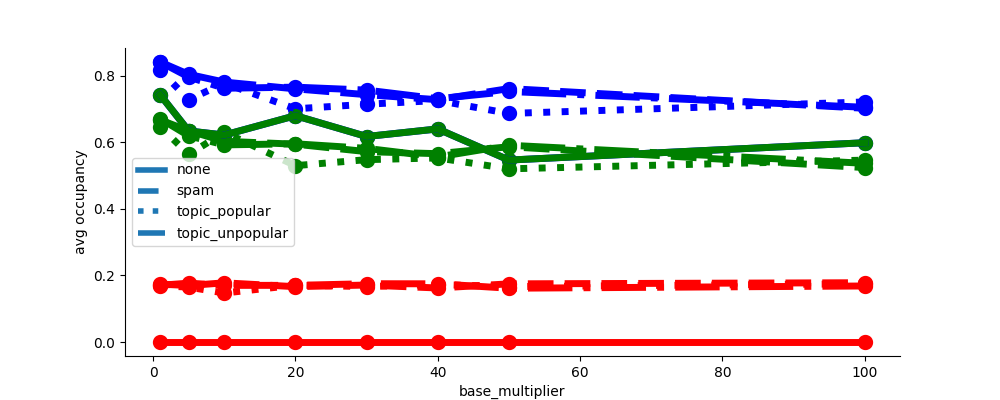 0.8
0.6
0.4
0.2
0.0
avg occupancy
none
spam
topic_popular
topic_unpopular
0 20 40 60 80 100
base_multiplier